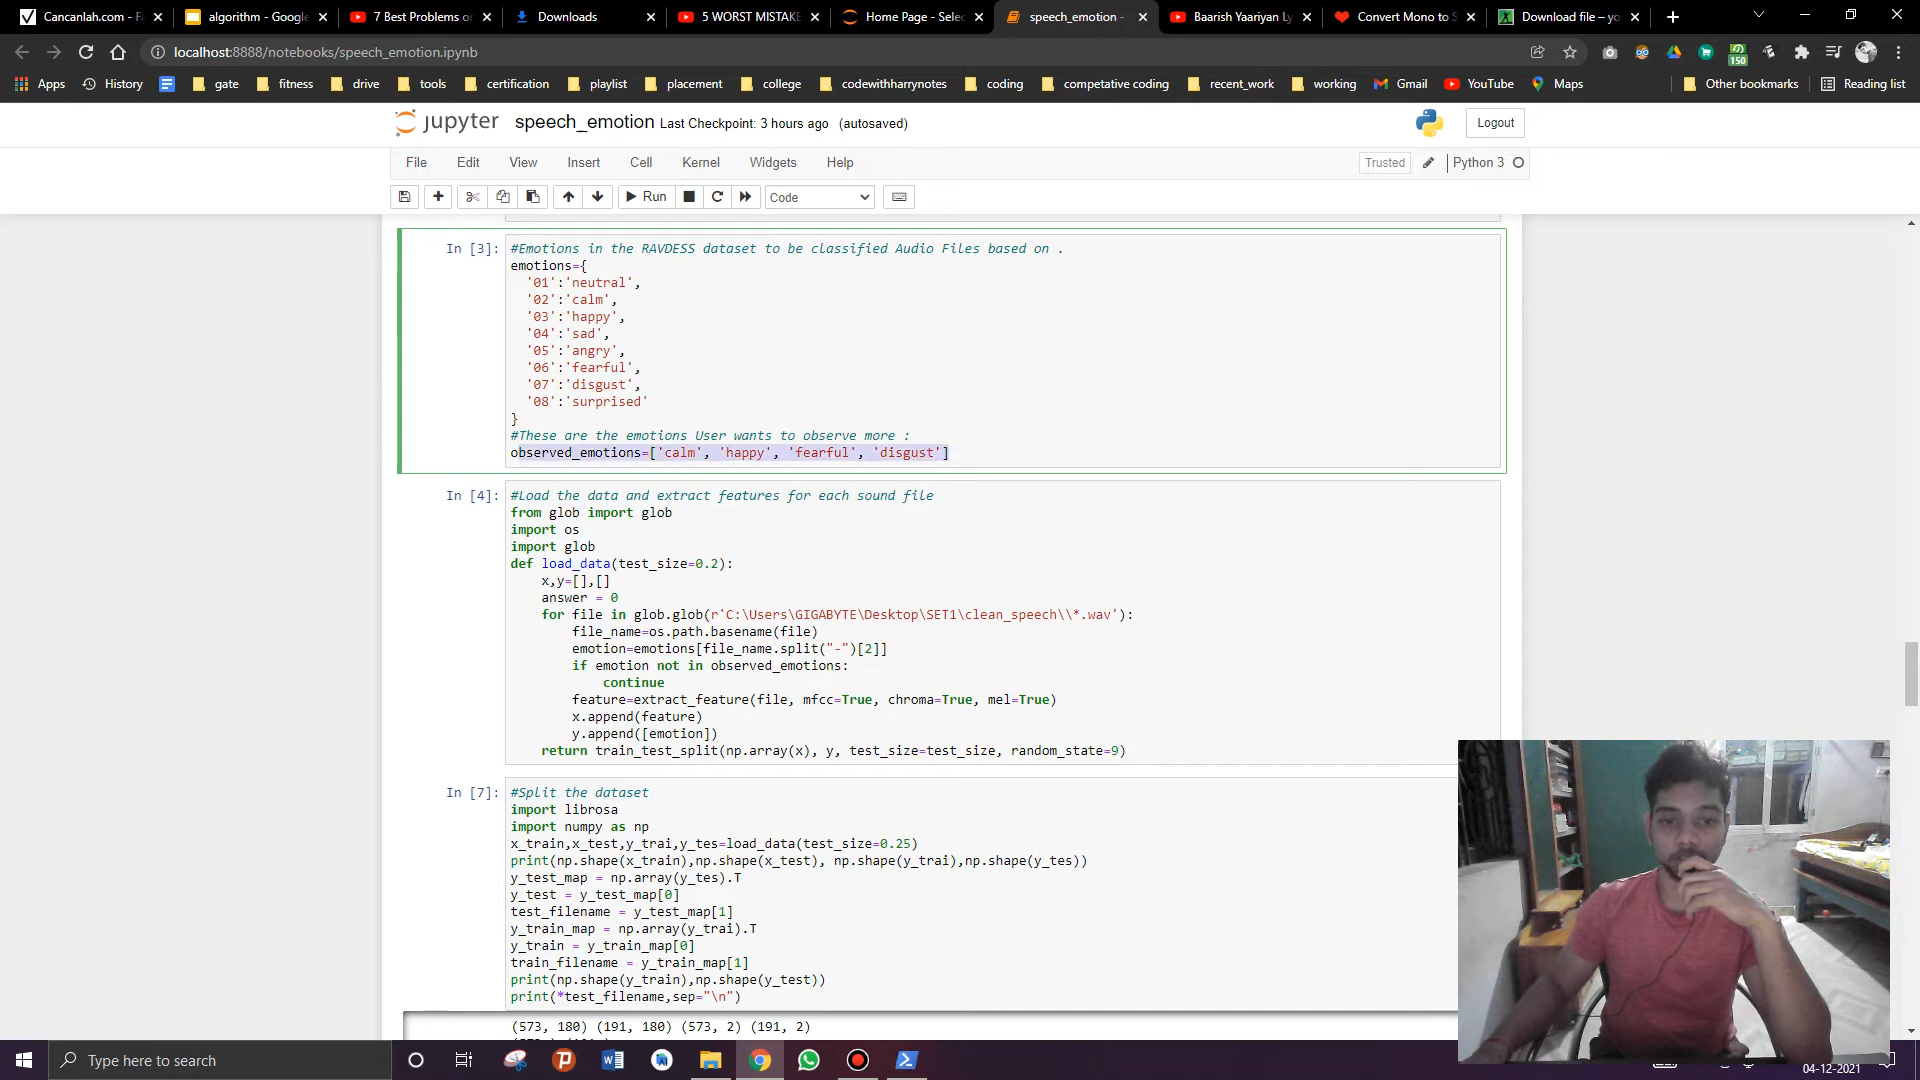 Cancanlah.com - Fa
algorithm - Google
7 Best Problems on
Downloads
5 WORST MISTAKE
Home Page - Selec
speech_emotion -
Baarish Yaariyan Ly
Convert Mono to S
Download file – yo
localhost:8888/notebooks/speech_emotion.ipynb
150
Apps
History
gate
fitness
drive
tools
certification
playlist
placement
college
codewithharrynotes
coding
competative coding
recent_work
working
Gmail
YouTube
Maps
Other bookmarks
Reading list
jupyter speech_emotion Last Checkpoint: 3 hours ago (autosaved)
Logout
File Edit View Insert Cell Kernel Widgets Help
Trusted
Python 3
Run
Code
In [3]: #Emotions in the RAVDESS dataset to be classified Audio Files based on .
emotions={
'01':'neutral',
'02':'calm',
'03':'happy',
'04':'sad',
'05':'angry',
'06':'fearful',
'07':'disgust',
'08':'surprised'
}
#These are the emotions User wants to observe more :
observed_emotions=['calm', 'happy', 'fearful', 'disgust']
In [4]: #Load the data and extract features for each sound file
from glob import glob
import os
import glob
def load_data(test_size=0.2):
x,y=[],[]
answer = 0
for file in glob.glob(r'C:\Users\GIGABYTE\Desktop\SET1\clean_speech\\*.wav'):
file_name=os.path.basename(file)
emotion=emotions[file_name.split("-")[2]]
if emotion not in observed_emotions:
continue
feature=extract_feature(file, mfcc=True, chroma=True, mel=True)
x.append(feature)
y.append([emotion])
return train_test_split(np.array(x), y, test_size=test_size, random_state=9)
In [7]: #Split the dataset
import librosa
import numpy as np
x_train,x_test,y_trai,y_tes=load_data(test_size=0.25)
print(np.shape(x_train),np.shape(x_test), np.shape(y_trai),np.shape(y_tes))
y_test_map = np.array(y_tes).T
y_test = y_test_map[0]
test_filename = y_test_map[1]
y_train_map = np.array(y_trai).T
y_train = y_train_map[0]
train_filename = y_train_map[1]
print(np.shape(y_train),np.shape(y_test))
print(*test_filename,sep="\n")
(573, 180) (191, 180) (573, 2) (191, 2)
Type here to search
04-12-2021